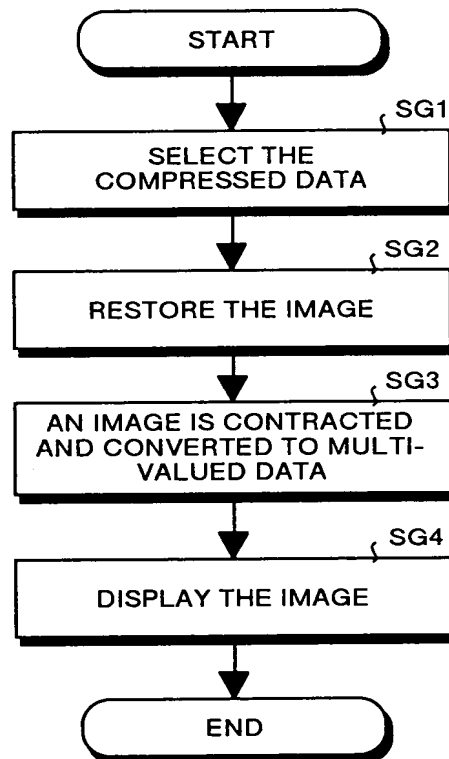 START
SG1
SELECT THE
COMPRESSED DATA
SG2
RESTORE THE IMAGE
SG3
AN IMAGE IS CONTRACTED
AND CONVERTED TO MULTI-
VALUED DATA
SG4
DISPLAY THE IMAGE
END